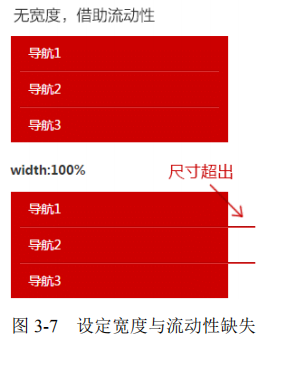 无宽度，借助流动性
导航1
导航2
导航3
width:100%
尺寸超出
导航1
导航2
导航3
图 3-7 设定宽度与流动性缺失